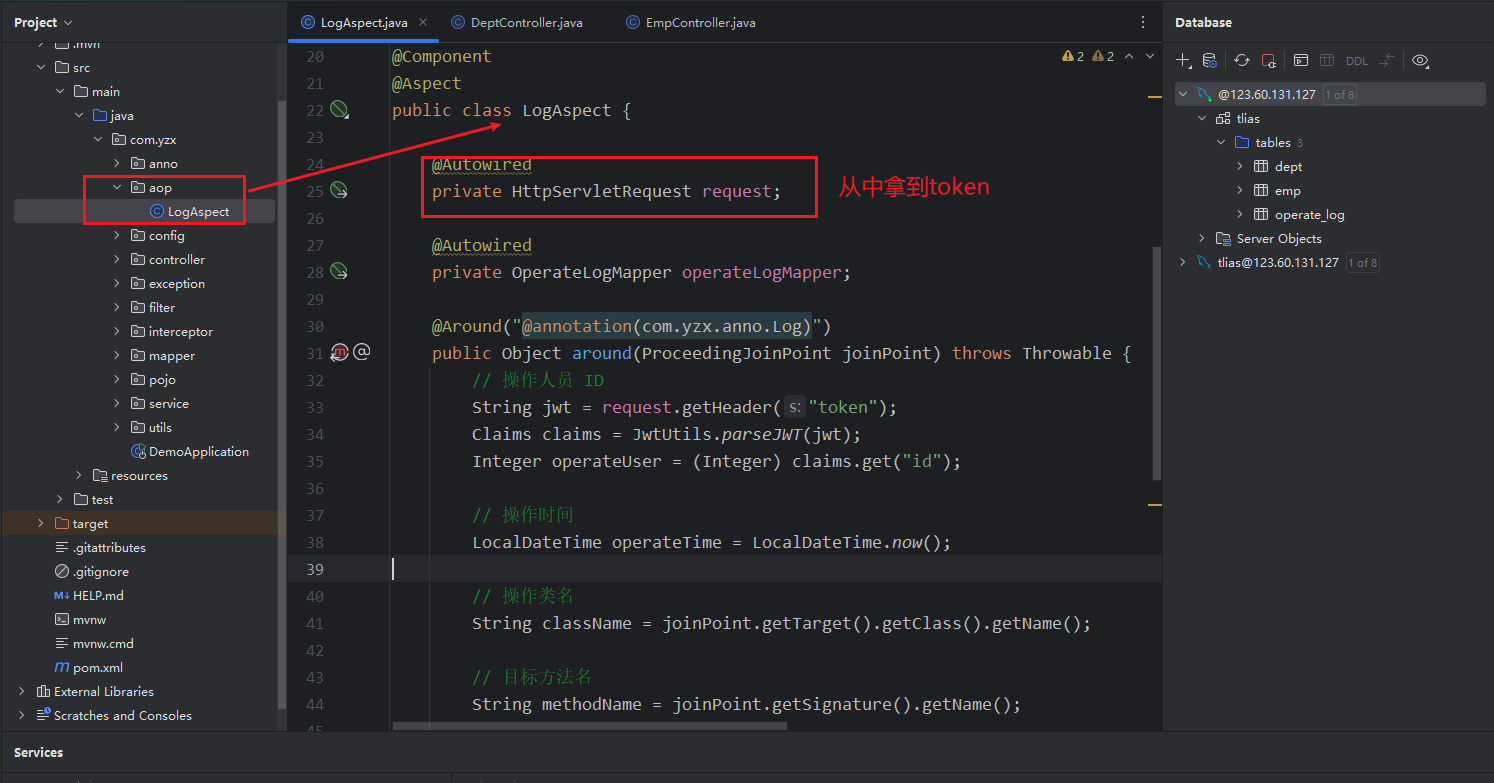 Project
LogAspect.java
DeptController.java
EmpController.java
Database
.mvn
src
main
java
com.yzx
anno
aop
LogAspect
config
controller
exception
filter
interceptor
mapper
pojo
service
utils
DemoApplication
resources
test
target
.gitattributes
.gitignore
HELP.md
mvnw
mvnw.cmd
pom.xml
External Libraries
Scratches and Consoles
2 2
20 @Component
21 @Aspect
22 public class LogAspect {
23
24 @Autowired
25 private HttpServletRequest request;
从中拿到token
26
27 @Autowired
28 private OperateLogMapper operateLogMapper;
29
30 @Around("@annotation(com.yzx.anno.Log)")
31 public Object around(ProceedingJoinPoint joinPoint) throws Throwable {
32 // 操作人员 ID
33 String jwt = request.getHeader( s: "token");
34 Claims claims = JwtUtils.parseJWT(jwt);
35 Integer operateUser = (Integer) claims.get("id");
36
37 // 操作时间
38 LocalDateTime operateTime = LocalDateTime.now();
39
40 // 操作类名
41 String className = joinPoint.getTarget().getClass().getName();
42
43 // 目标方法名
44 String methodName = joinPoint.getSignature().getName();
45
DDL
@123.60.131.127 1 of 8
tlias
tables 3
dept
emp
operate_log
Server Objects
tlias@123.60.131.127 1 of 8
Services